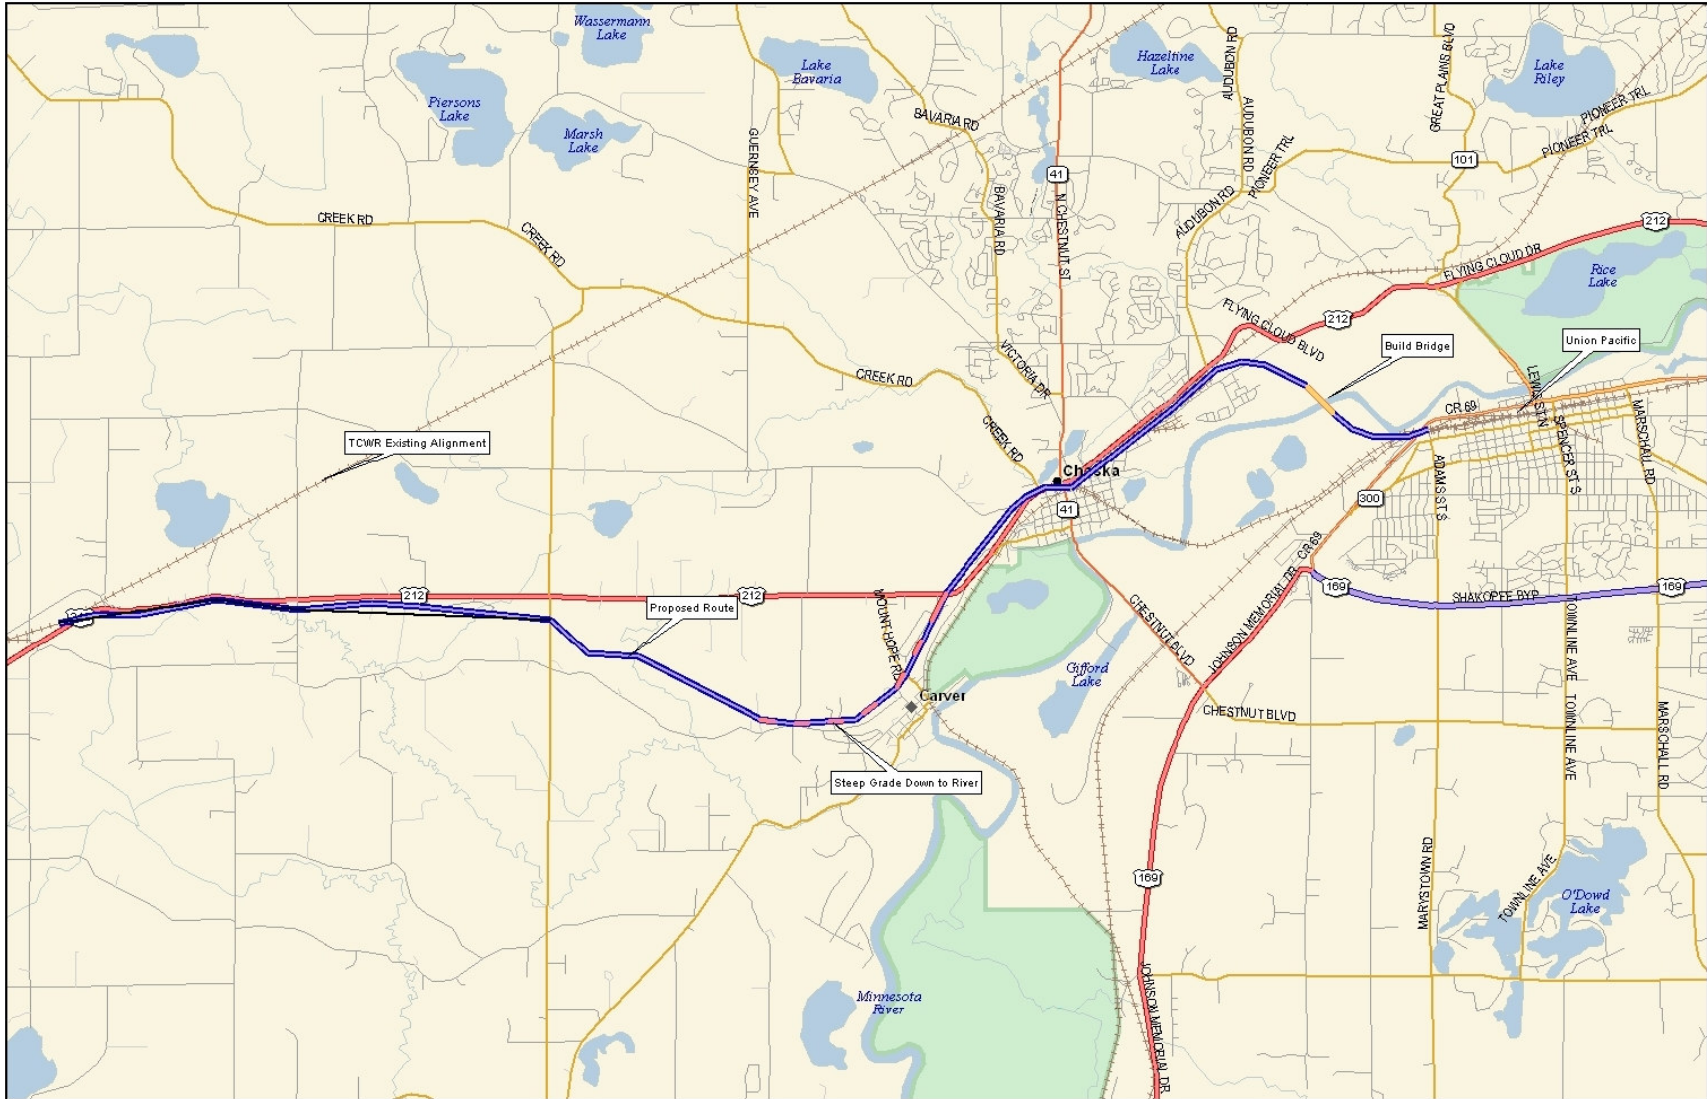 Wassermann
Lake
Lake
Bavaria
Hazeltine
Lake
Lake
Riley
Piersons
Lake
Marsh
Lake
AUDUBON RD
GREAT PLAINS BLVD
PIONEER TRL
BAVARIA RD
GUERNSEY AVE
AUDUBON RD
PIONEER TRL
PIONEER TRL
101
41
N CHESTNUT ST
BAVARIA RD
AUDUBON RD
CREEK RD
CREEK RD
212
FLYING CLOUD DR
Rice
Lake
FLYING CLOUD BLVD
212
Build Bridge
Union Pacific
VICTORIA DR
CREEK RD
LEWIS ST N
CR 69
MARSCHALL RD
SPENCER ST S
CREEK RD
TCWR Existing Alignment
Chaska
ADAMS ST S
300
41
CR 69
212
212
MOUNT HOPE RD
Proposed Route
CHESTNUT BLVD
JOHNSON MEMORIAL DR
169
SHAKOPEE BYP
169
TOWNLINE AVE
TOWNLINE AVE
Gifford
Lake
Carver
CHESTNUT BLVD
MARSCHALL RD
Steep Grade Down to River
169
MARYSTOWN RD
TOWNLINE AVE
O'Dowd
Lake
Minnesota
River
JOHNSON MEMORIAL DR